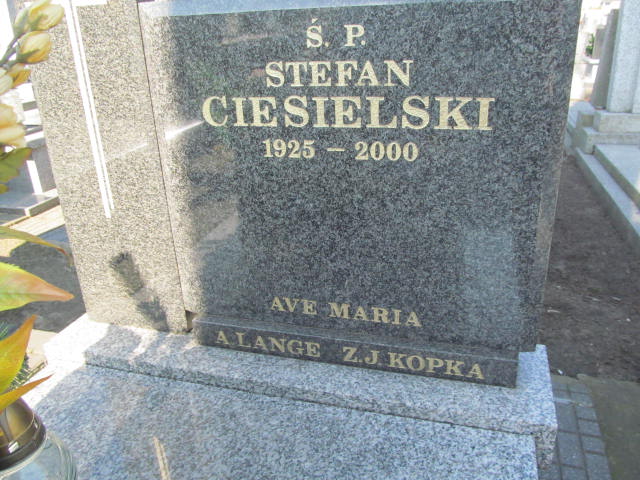 Ś. P.
STEFAN
CIESIELSKI
1925 – 2000
AVE MARIA
A LANGE Z.J. KOPKA